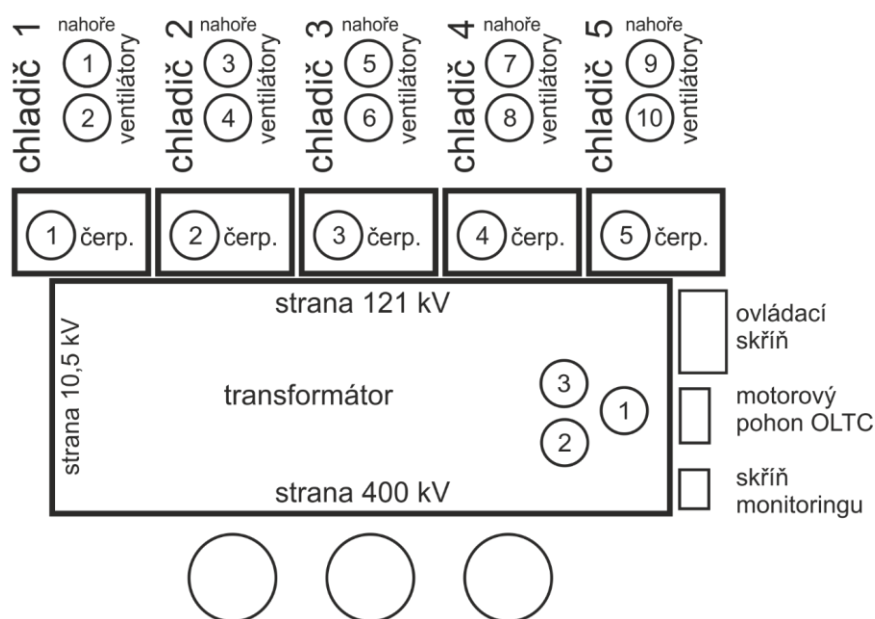 chladič 1
nahoře
1
2
ventilátory
chladič 2
nahoře
3
4
ventilátory
chladič 3
nahoře
5
6
ventilátory
chladič 4
nahoře
7
8
ventilátory
chladič 5
nahoře
9
10
ventilátory
1 čerp.
2 čerp.
3 čerp.
4 čerp.
5 čerp.
strana 121 kV
strana 10,5 kV
transformátor
3
1
2
strana 400 kV
ovládací
skříň
motorový
pohon OLTC
skříň
monitoringu